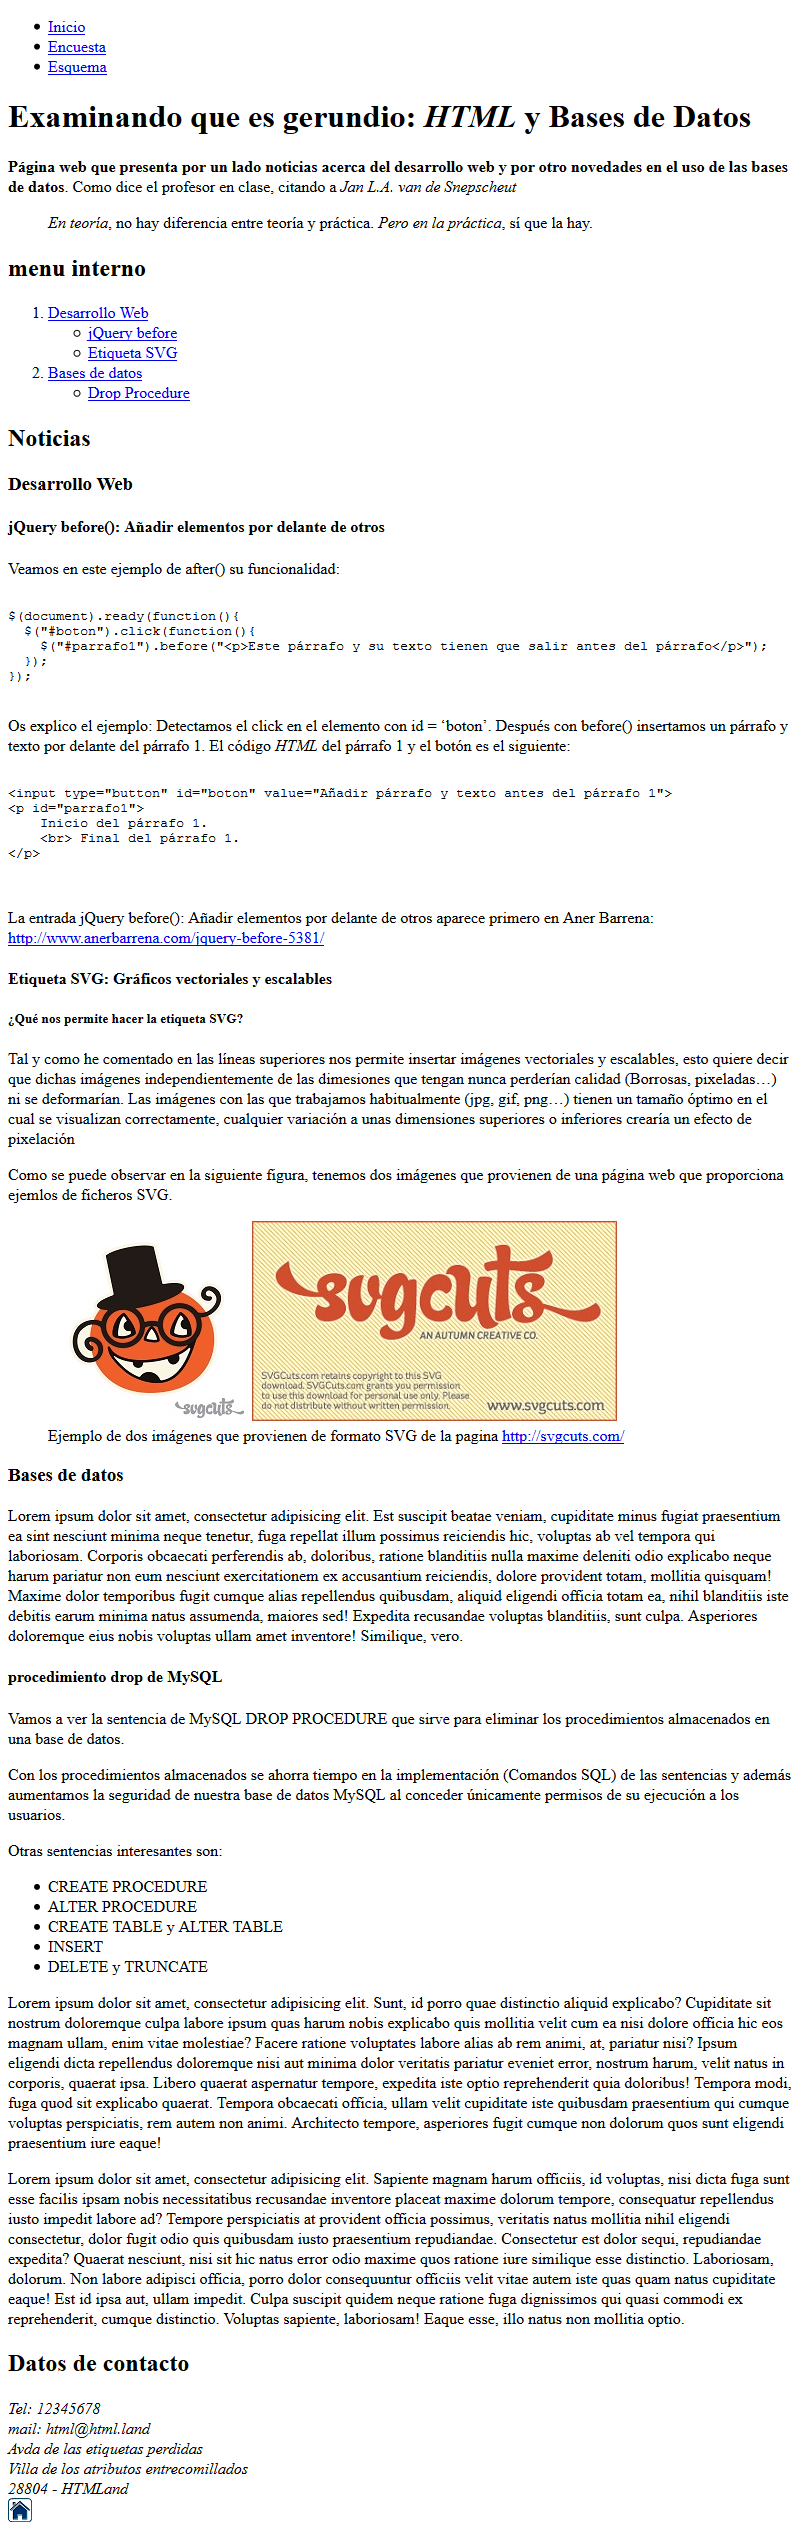 Inicio
Encuesta
Esquema
Examinando que es gerundio: HTML y Bases de Datos
Página web que presenta por un lado noticias acerca del desarrollo web y por otro novedades en el uso de las bases
de datos. Como dice el profesor en clase, citando a Jan L.A. van de Snepscheut
En teoría, no hay diferencia entre teoría y práctica. Pero en la práctica, sí que la hay.
menu interno
1. Desarrollo Web
jQuery before
Etiqueta SVG
2. Bases de datos
Drop Procedure
Noticias
Desarrollo Web
jQuery before(): Añadir elementos por delante de otros
Veamos en este ejemplo de after() su funcionalidad:
$(document).ready(function(){
$("#boton").click(function(){
$("#parrafo1").before("<p>Este párrafo y su texto tienen que salir antes del párrafo</p>");
});
});
Os explico el ejemplo: Detectamos el click en el elemento con id = ‘boton’. Después con before() insertamos un párrafo y
texto por delante del párrafo 1. El código HTML del párrafo 1 y el botón es el siguiente:
<input type="button" id="boton" value="Añadir párrafo y texto antes del párrafo 1">
<p id="parrafo1">
Inicio del párrafo 1.
<br> Final del párrafo 1.
</p>
La entrada jQuery before(): Añadir elementos por delante de otros aparece primero en Aner Barrena:
http://www.anerbarrena.com/jquery-before-5381/
Etiqueta SVG: Gráficos vectoriales y escalables
¿Qué nos permite hacer la etiqueta SVG?
Tal y como he comentado en las líneas superiores nos permite insertar imágenes vectoriales y escalables, esto quiere decir
que dichas imágenes independientemente de las dimesiones que tengan nunca perderían calidad (Borrosas, pixeladas…)
ni se deformarían. Las imágenes con las que trabajamos habitualmente (jpg, gif, png…) tienen un tamaño óptimo en el
cual se visualizan correctamente, cualquier variación a unas dimensiones superiores o inferiores crearía un efecto de
pixelación
Como se puede observar en la siguiente figura, tenemos dos imágenes que provienen de una página web que proporciona
ejemlos de ficheros SVG.
svgcuts
svgcuts
AN AUTUMN CREATIVE CO.
SVGCuts.com retains copyright to this SVG
download. SVGCuts.com grants you permission
to use this download for personal use only. Please
do not distribute without written permission.
www.svgcuts.com
Ejemplo de dos imágenes que provienen de formato SVG de la pagina http://svgcuts.com/
Bases de datos
Lorem ipsum dolor sit amet, consectetur adipisicing elit. Est suscipit beatae veniam, cupiditate minus fugiat praesentium
ea sint nesciunt minima neque tenetur, fuga repellat illum possimus reiciendis hic, voluptas ab vel tempora qui
laboriosam. Corporis obcaecati perferendis ab, doloribus, ratione blanditiis nulla maxime deleniti odio explicabo neque
harum pariatur non eum nesciunt exercitationem ex accusantium reiciendis, dolore provident totam, mollitia quisquam!
Maxime dolor temporibus fugit cumque alias repellendus quibusdam, aliquid eligendi officia totam ea, nihil blanditiis iste
debitis earum minima natus assumenda, maiores sed! Expedita recusandae voluptas blanditiis, sunt culpa. Asperiores
doloremque eius nobis voluptas ullam amet inventore! Similique, vero.
procedimiento drop de MySQL
Vamos a ver la sentencia de MySQL DROP PROCEDURE que sirve para eliminar los procedimientos almacenados en
una base de datos.
Con los procedimientos almacenados se ahorra tiempo en la implementación (Comandos SQL) de las sentencias y además
aumentamos la seguridad de nuestra base de datos MySQL al conceder únicamente permisos de su ejecución a los
usuarios.
Otras sentencias interesantes son:
CREATE PROCEDURE
ALTER PROCEDURE
CREATE TABLE y ALTER TABLE
INSERT
DELETE y TRUNCATE
Lorem ipsum dolor sit amet, consectetur adipisicing elit. Sunt, id porro quae distinctio aliquid explicabo? Cupiditate sit
nostrum doloremque culpa labore ipsum quas harum nobis explicabo quis mollitia velit cum ea nisi dolore officia hic eos
magnam ullam, enim vitae molestiae? Facere ratione voluptates labore alias ab rem animi, at, pariatur nisi? Ipsum
eligendi dicta repellendus doloremque nisi aut minima dolor veritatis pariatur eveniet error, nostrum harum, velit natus in
corporis, quaerat ipsa. Libero quaerat aspernatur tempore, expedita iste optio reprehenderit quia doloribus! Tempora modi,
fuga quod sit explicabo quaerat. Tempora obcaecati officia, ullam velit cupiditate iste quibusdam praesentium qui cumque
voluptas perspiciatis, rem autem non animi. Architecto tempore, asperiores fugit cumque non dolorum quos sunt eligendi
praesentium iure eaque!
Lorem ipsum dolor sit amet, consectetur adipisicing elit. Sapiente magnam harum officiis, id voluptas, nisi dicta fuga sunt
esse facilis ipsam nobis necessitatibus recusandae inventore placeat maxime dolorum tempore, consequatur repellendus
iusto impedit labore ad? Tempore perspiciatis at provident officia possimus, veritatis natus mollitia nihil eligendi
consectetur, dolor fugit odio quis quibusdam iusto praesentium repudiandae. Consectetur est dolor sequi, repudiandae
expedita? Quaerat nesciunt, nisi sit hic natus error odio maxime quos ratione iure similique esse distinctio. Laboriosam,
dolorum. Non labore adipisci officia, porro dolor consequuntur officiis velit vitae autem iste quas quam natus cupiditate
eaque! Est id ipsa aut, ullam impedit. Culpa suscipit quidem neque ratione fuga dignissimos qui quasi commodi ex
reprehenderit, cumque distinctio. Voluptas sapiente, laboriosam! Eaque esse, illo natus non mollitia optio.
Datos de contacto
Tel: 12345678
mail: html@html.land
Avda de las etiquetas perdidas
Villa de los atributos entrecomillados
28804 - HTMLand